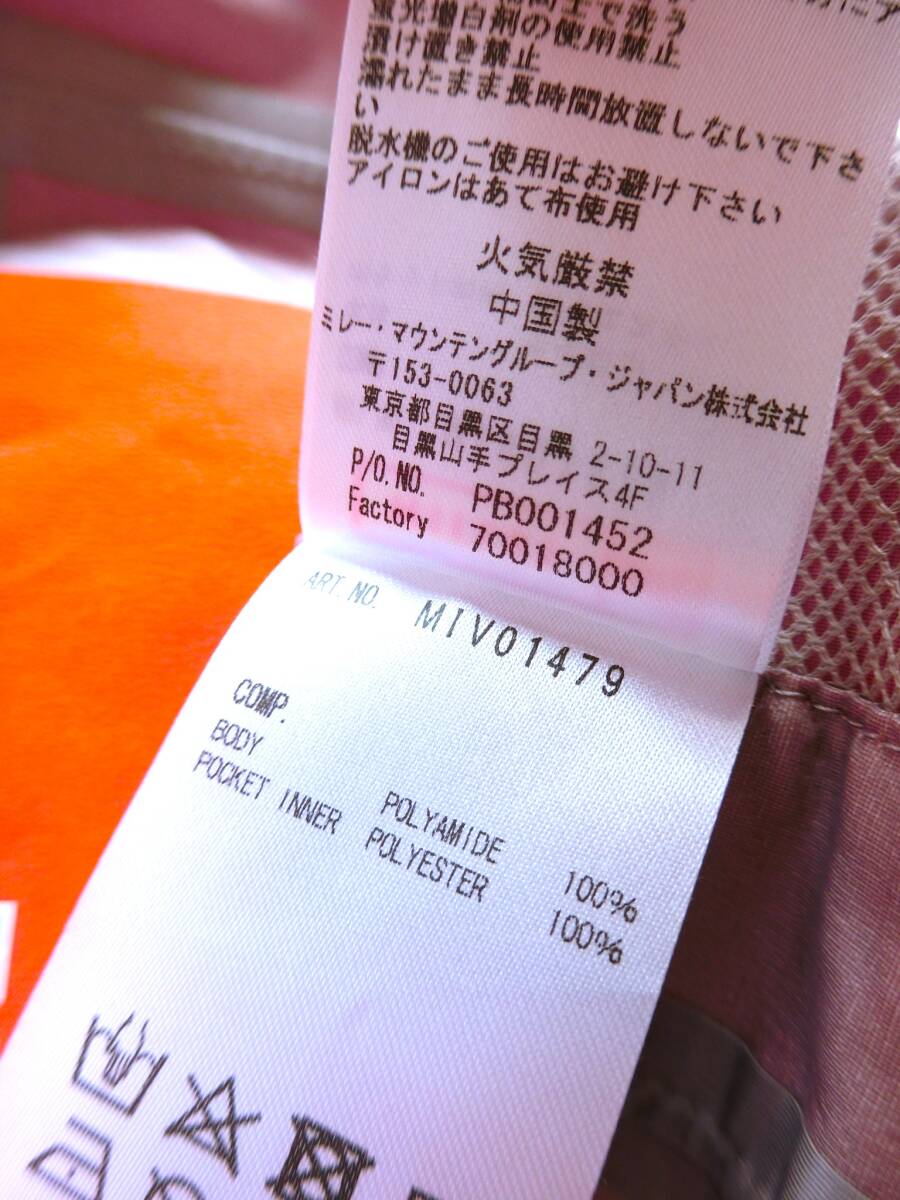 で洗う
蛍光増白剤の使用禁止
漬け置き禁止
濡れたまま長時間放置しないで下さ
い
脱水機のご使用はお避け下さい
アイロンはあて布使用
火気厳禁
中国製
ミレー・マウンテングループ・ジャパン株式会社
〒153-0063
東京都目黒区目黒 2-10-11
目黒山手プレイス4F
P/O.NO. PB001452
Factory 70018000
ART. NO. MIV01479
COMP.
BODY POLYAMIDE 100%
POCKET INNER POLYESTER 100%